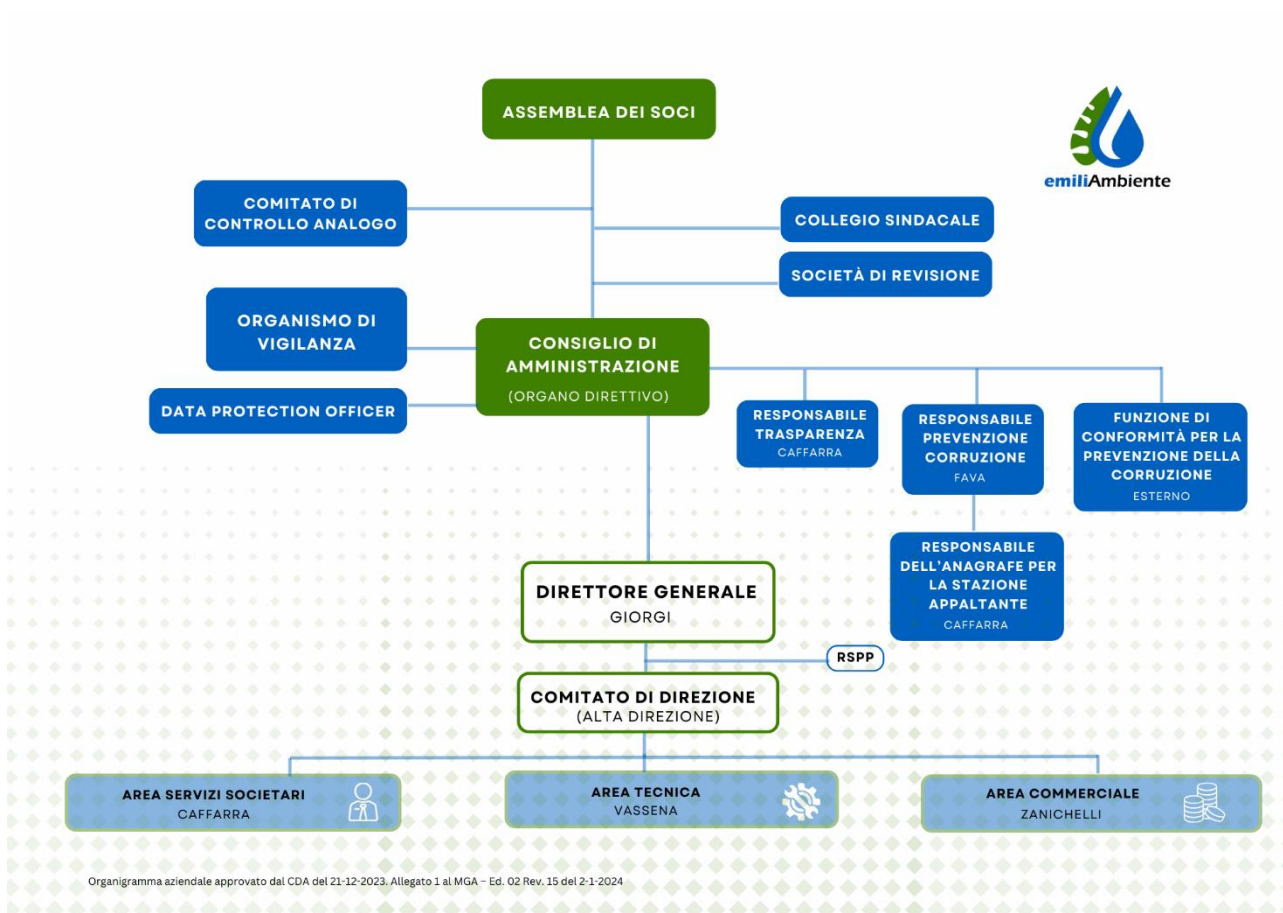 ASSEMBLEA DEI SOCI
emiliAmbiente
COMITATO DI
CONTROLLO ANALOGO
COLLEGIO SINDACALE
SOCIETÀ DI REVISIONE
ORGANISMO DI
VIGILANZA
CONSIGLIO DI
AMMINISTRAZIONE
(ORGANO DIRETTIVO)
DATA PROTECTION OFFICER
RESPONSABILE
TRASPARENZA
CAFFARRA
RESPONSABILE
PREVENZIONE
CORRUZIONE
FAVA
FUNZIONE DI
CONFORMITÀ PER LA
PREVENZIONE DELLA
CORRUZIONE
ESTERNO
RESPONSABILE
DELL'ANAGRAFE PER
LA STAZIONE
APPALTANTE
CAFFARRA
DIRETTORE GENERALE
GIORGI
RSPP
COMITATO DI DIREZIONE
(ALTA DIREZIONE)
AREA SERVIZI SOCIETARI
CAFFARRA
AREA TECNICA
VASSENA
AREA COMMERCIALE
ZANICHELLI
Organigramma aziendale approvato dal CDA del 21-12-2023. Allegato 1 al MGA – Ed. 02 Rev. 15 del 2-1-2024